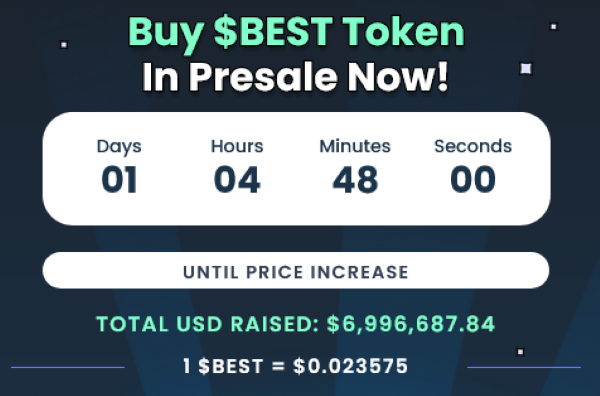 Buy $BEST Token
In Presale Now!
Days Hours Minutes Seconds
01 04 48 00
UNTIL PRICE INCREASE
TOTAL USD RAISED: $6,996,687.84
1 $BEST = $0.023575